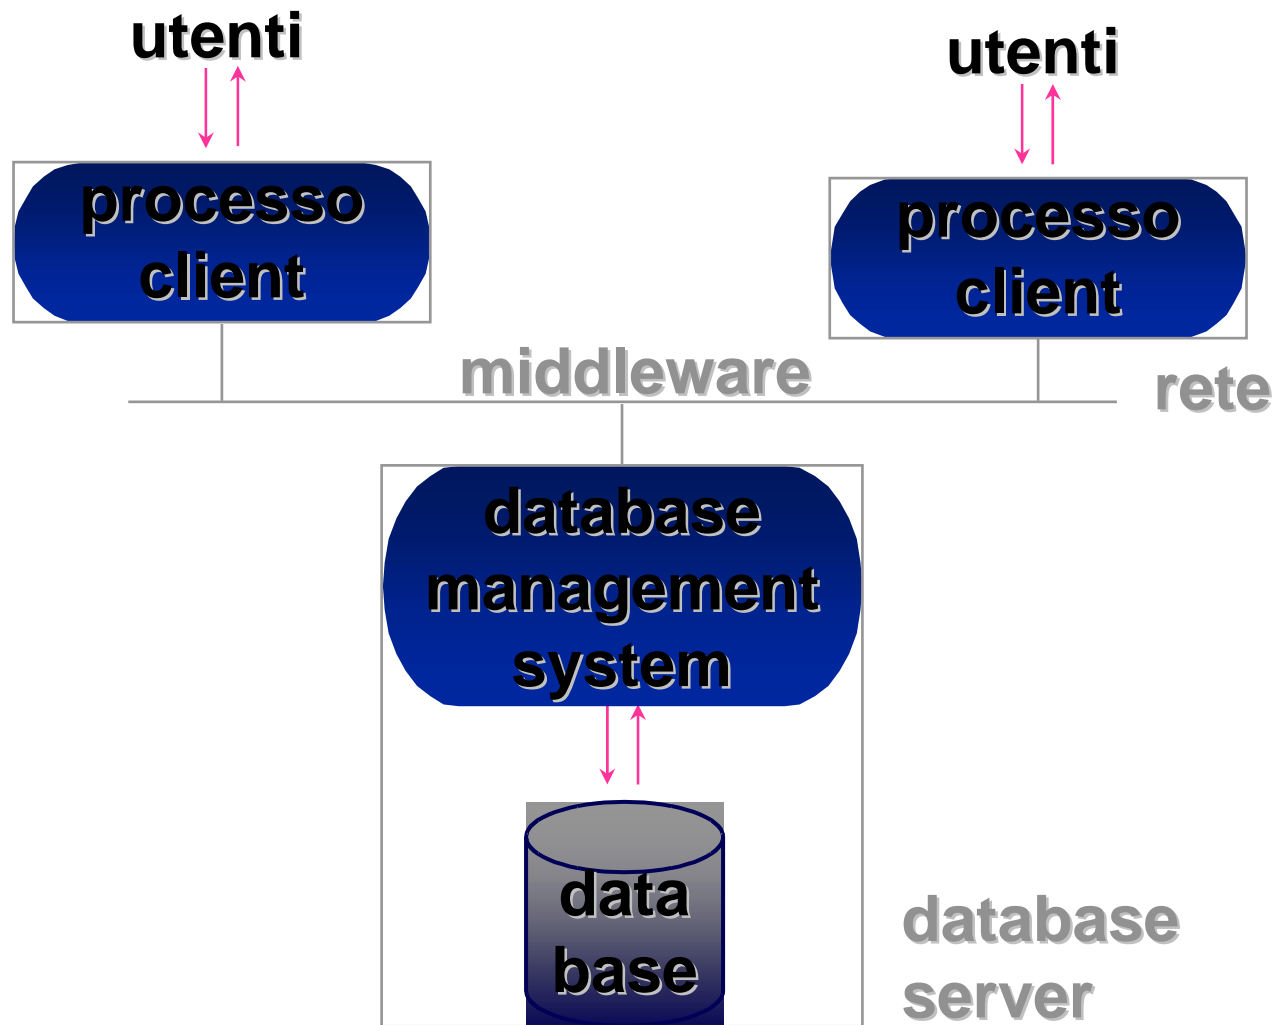 utenti
utenti
processo
client
processo
client
middleware
rete
database
management
system
data
base
database
server